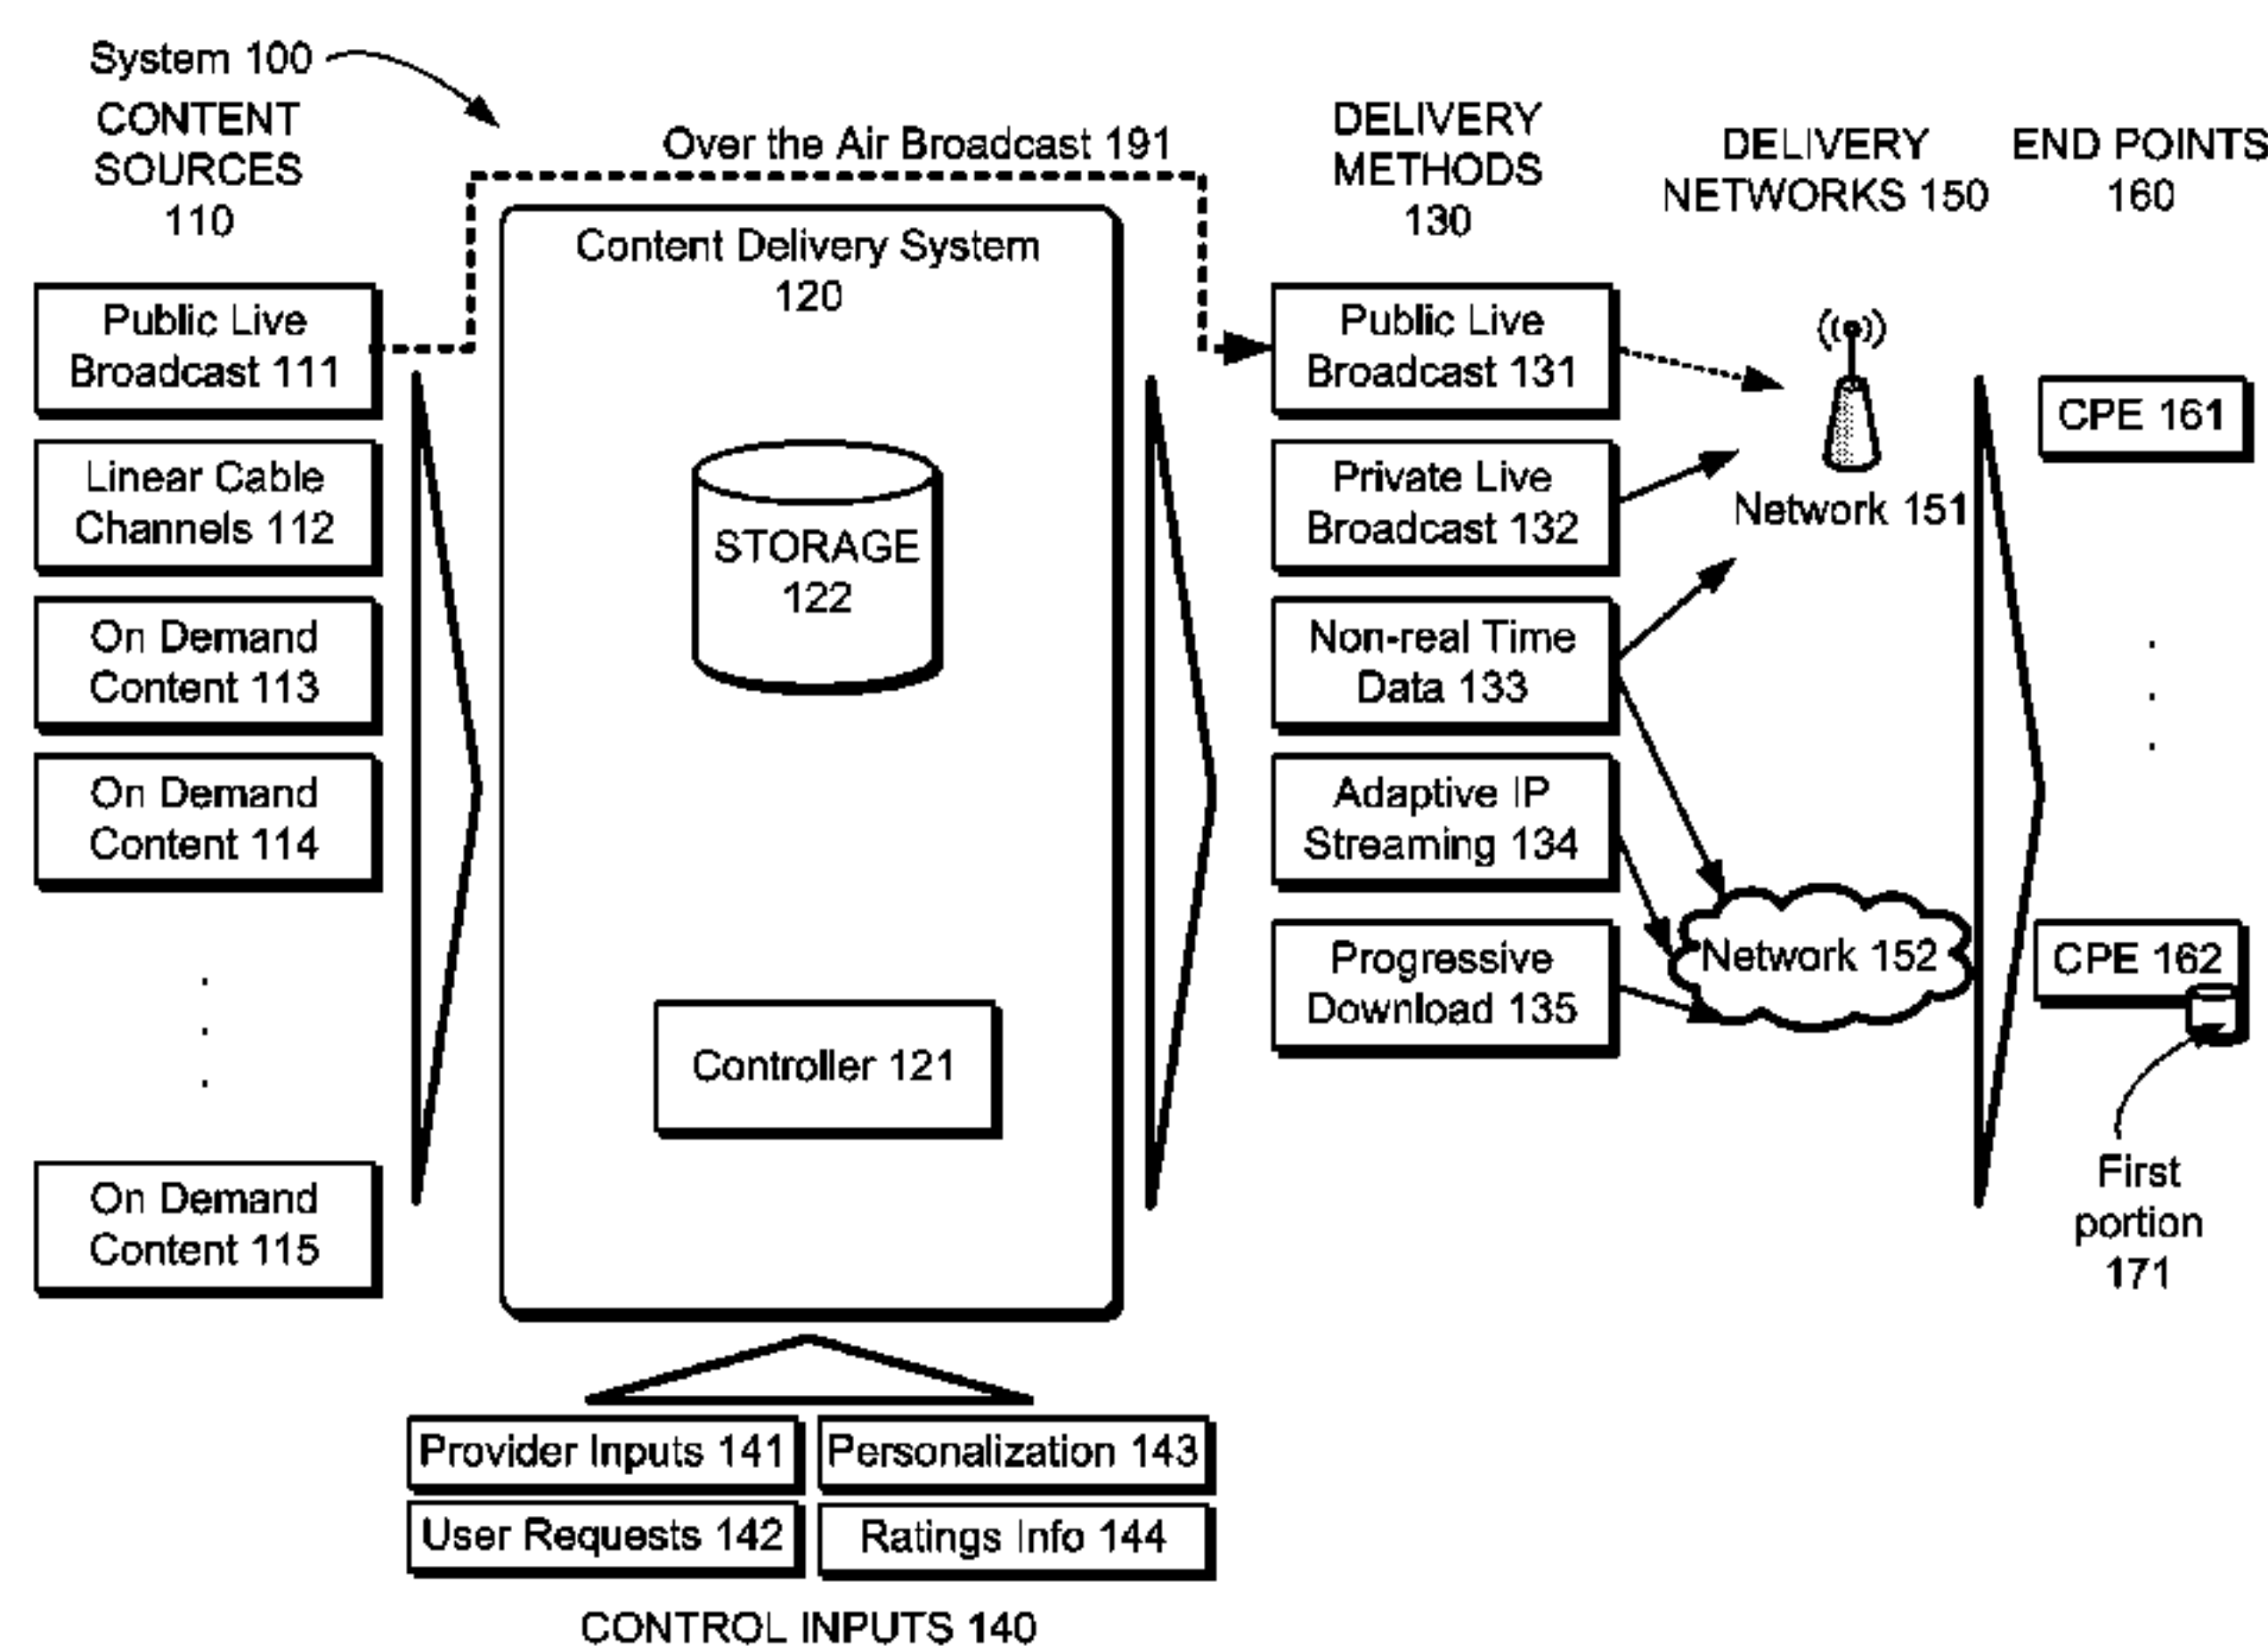 System 100
CONTENT
SOURCES
110
Over the Air Broadcast 191
DELIVERY
METHODS
130
DELIVERY
NETWORKS 150
END POINTS
160
Public Live
Broadcast 111
Linear Cable
Channels 112
On Demand
Content 113
On Demand
Content 114
On Demand
Content 115
Content Delivery System
120
STORAGE
122
Controller 121
Public Live
Broadcast 131
Private Live
Broadcast 132
Non-real Time
Data 133
Adaptive IP
Streaming 134
Progressive
Download 135
Network 151
Network 152
CPE 161
CPE 162
First
portion
171
Provider Inputs 141
Personalization 143
User Requests 142
Ratings Info 144
CONTROL INPUTS 140